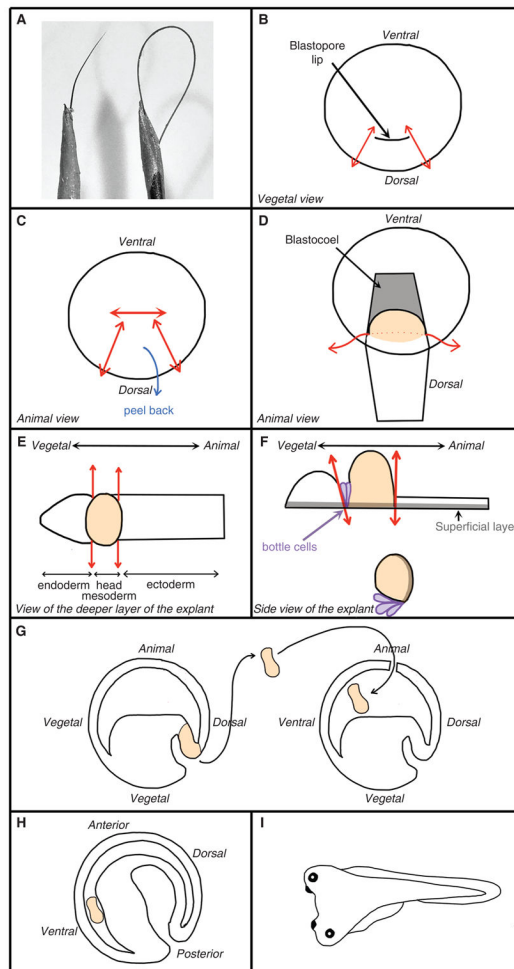 A
B
Ventral
Blastopore
lip
Dorsal
Vegetal view
C
Ventral
Dorsal
peel back
Animal view
D
Ventral
Blastocoel
Dorsal
Animal view
E
Vegetal
Animal
endoderm
head
mesoderm
ectoderm
View of the deeper layer of the explant
F
Vegetal
Animal
Superficial layer
bottle cells
Side view of the explant
G
Animal
Vegetal
Dorsal
Vegetal
Animal
Ventral
Dorsal
Vegetal
H
Anterior
Dorsal
Ventral
Posterior
I